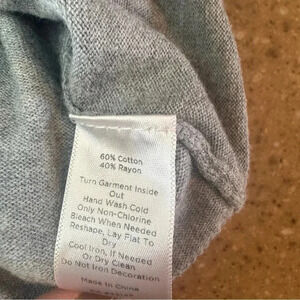 60% Cotton
40% Rayon
Turn Garment Inside
Out
Hand Wash Cold
Only Non-Chlorine
Bleach When Needed
Reshape, Lay Flat To
Dry
Cool Iron, If Needed
Or Dry Clean
Do Not Iron Decoration
Made In China